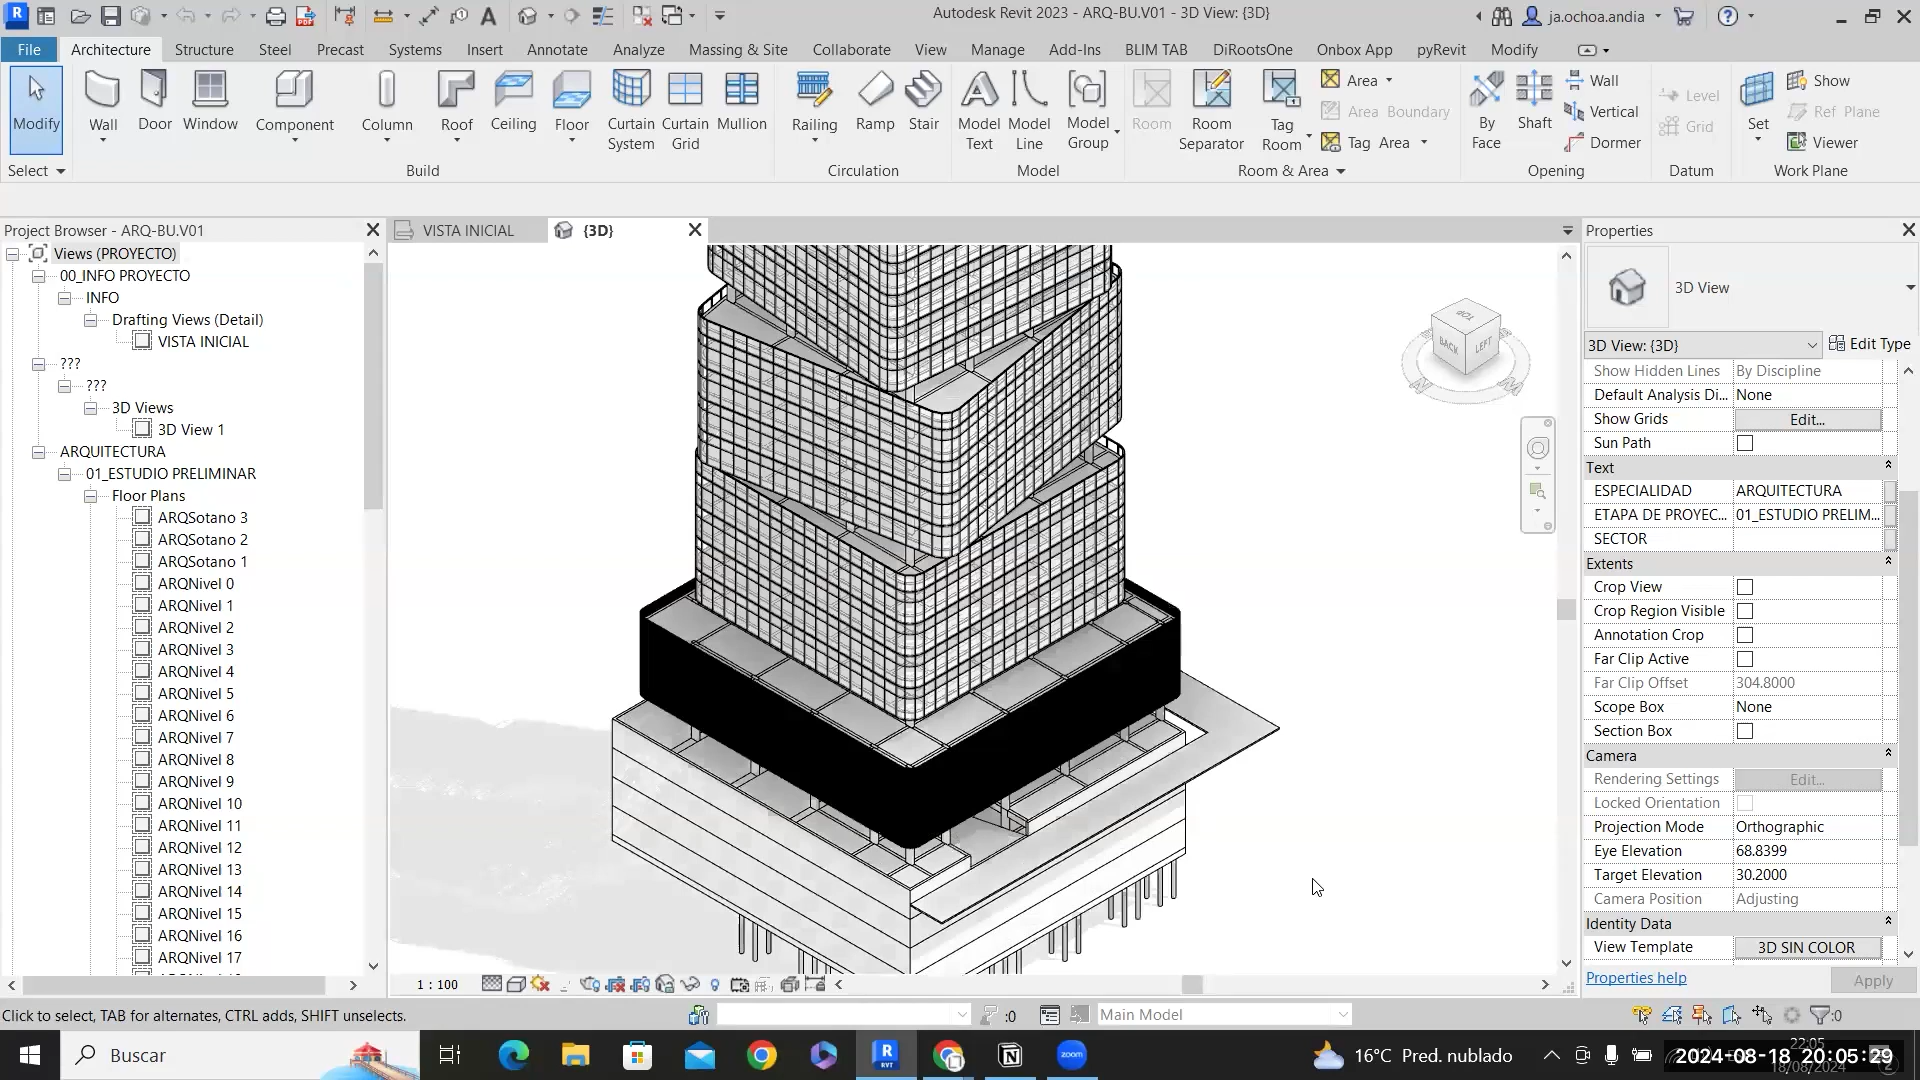 Autodesk Revit 2023 - ARQ-BU.V01 - 3D View: {3D}
ja.ochoa.andia
File Architecture Structure Steel Precast Systems Insert Annotate Analyze Massing & Site Collaborate View Manage Add-Ins BLIM TAB DiRootsOne Onbox App pyRevit Modify
Modify Wall Door Window Component Column Roof Ceiling Floor Curtain System Curtain Grid Mullion Railing Ramp Stair Model Text Model Line Model Group Room Room Separator Tag Room
Area
Area Boundary
Tag Area
By Face Shaft
Wall
Vertical
Dormer
Level
Grid
Set
Show
Ref Plane
Viewer
Select Build Circulation Model Room & Area Opening Datum Work Plane
Project Browser - ARQ-BU.V01
Views (PROYECTO)
00_INFO PROYECTO
INFO
Drafting Views (Detail)
VISTA INICIAL
???
???
3D Views
3D View 1
ARQUITECTURA
01_ESTUDIO PRELIMINAR
Floor Plans
ARQSotano 3
ARQSotano 2
ARQSotano 1
ARQNivel 0
ARQNivel 1
ARQNivel 2
ARQNivel 3
ARQNivel 4
ARQNivel 5
ARQNivel 6
ARQNivel 7
ARQNivel 8
ARQNivel 9
ARQNivel 10
ARQNivel 11
ARQNivel 12
ARQNivel 13
ARQNivel 14
ARQNivel 15
ARQNivel 16
ARQNivel 17
VISTA INICIAL {3D}
TOP
BACK LEFT
1 : 100
Properties
3D View
3D View: {3D} Edit Type
Show Hidden Lines By Discipline
Default Analysis Di... None
Show Grids Edit...
Sun Path
Text
ESPECIALIDAD ARQUITECTURA
ETAPA DE PROYEC... 01_ESTUDIO PRELIM...
SECTOR
Extents
Crop View
Crop Region Visible
Annotation Crop
Far Clip Active
Far Clip Offset 304.8000
Scope Box None
Section Box
Camera
Rendering Settings Edit...
Locked Orientation
Projection Mode Orthographic
Eye Elevation 68.8399
Target Elevation 30.2000
Camera Position Adjusting
Identity Data
View Template 3D SIN COLOR
Properties help Apply
Click to select, TAB for alternates, CTRL adds, SHIFT unselects.
:0
Main Model
:0
Buscar
RVT
zoom
16°C Pred. nublado
22:05
2024-08-18 20:05:29
18/08/2024
2